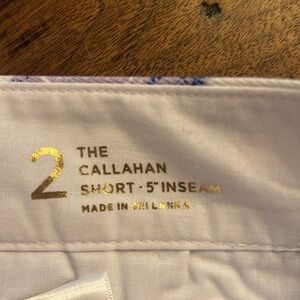 2
THE
CALLAHAN
SHORT - 5" INSEAM
MADE IN SRI LANKA